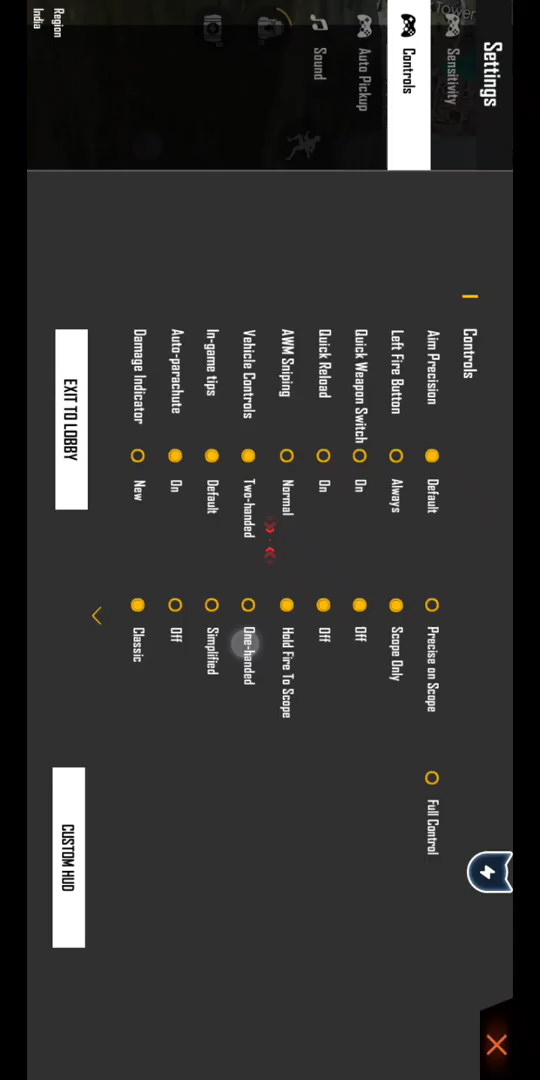 Settings
Tower
Sensitivity
Controls
Auto Pickup
Sound
Region
India
Controls
Aim Precision Default Precise on Scope Full Control
Left Fire Button Always Scope Only
Quick Weapon Switch On Off
Quick Reload On Off
AWM Sniping Normal Hold Fire To Scope
Vehicle Controls Two-handed One-handed
In-game tips Default Simplified
Auto-parachute On Off
Damage Indicator New Classic
EXIT TO LOBBY CUSTOM HUD